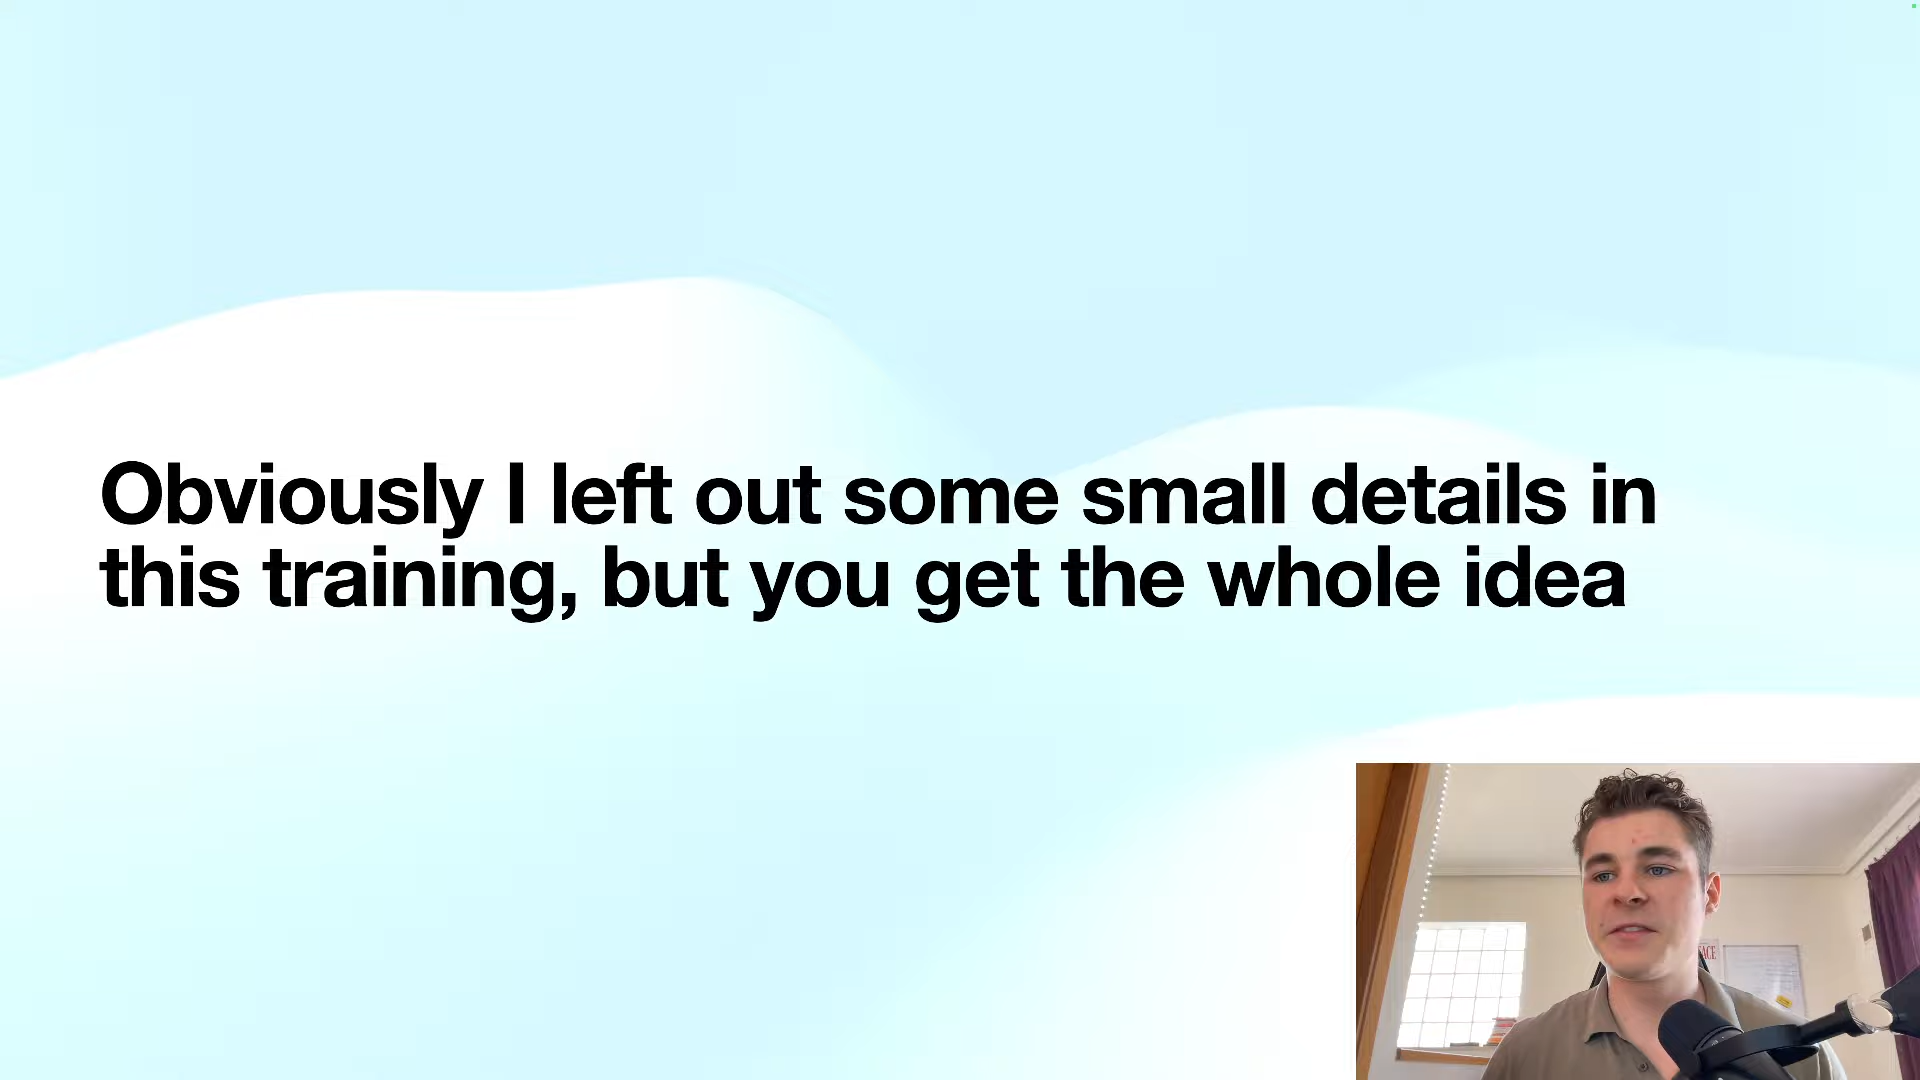 Obviously I left out some small details in
this training, but you get the whole idea